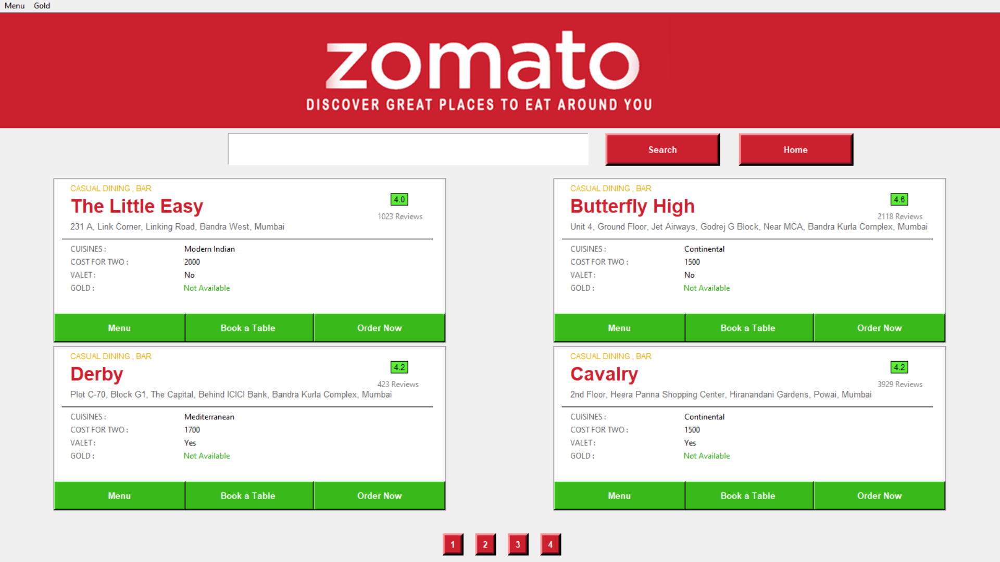 Menu Gold
zomato
DISCOVER GREAT PLACES TO EAT AROUND YOU
Search Home
CASUAL DINING , BAR
The Little Easy
4.0
1023 Reviews
231 A, Link Corner, Linking Road, Bandra West, Mumbai
CUISINES : Modern Indian
COST FOR TWO : 2000
VALET : No
GOLD : Not Available
Menu Book a Table Order Now
CASUAL DINING , BAR
Butterfly High
4.6
2118 Reviews
Unit 4, Ground Floor, Jet Airways, Godrej G Block, Near MCA, Bandra Kurla Complex, Mumbai
CUISINES : Continental
COST FOR TWO : 1500
VALET : No
GOLD : Not Available
Menu Book a Table Order Now
CASUAL DINING , BAR
Derby
4.2
423 Reviews
Plot C-70, Block G1, The Capital, Behind ICICI Bank, Bandra Kurla Complex, Mumbai
CUISINES : Mediterranean
COST FOR TWO : 1700
VALET : Yes
GOLD : Not Available
Menu Book a Table Order Now
CASUAL DINING , BAR
Cavalry
4.2
3929 Reviews
2nd Floor, Heera Panna Shopping Center, Hiranandani Gardens, Powai, Mumbai
CUISINES : Continental
COST FOR TWO : 1500
VALET : Yes
GOLD : Not Available
Menu Book a Table Order Now
1 2 3 4